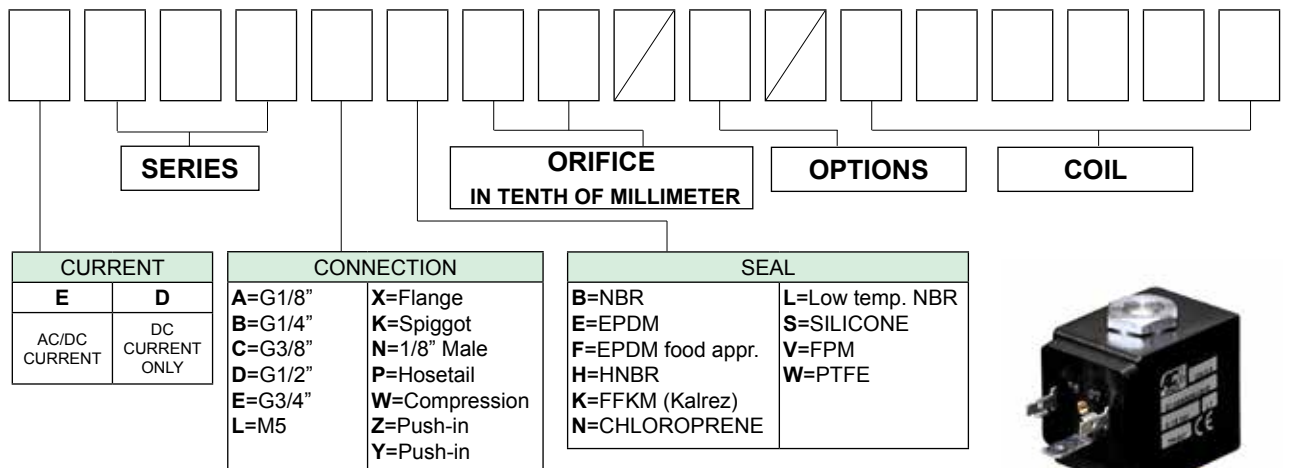 SERIES
ORIFICE
IN TENTH OF MILLIMETER
OPTIONS
COIL
CURRENT
E D
AC/DC CURRENT
DC CURRENT ONLY
CONNECTION
A=G1/8”
B=G1/4”
C=G3/8”
D=G1/2”
E=G3/4”
L=M5
X=Flange
K=Spiggot
N=1/8” Male
P=Hosetail
W=Compression
Z=Push-in
Y=Push-in
SEAL
B=NBR
E=EPDM
F=EPDM food appr.
H=HNBR
K=FFKM (Kalrez)
N=CHLOROPRENE
L=Low temp. NBR
S=SILICONE
V=FPM
W=PTFE
CE